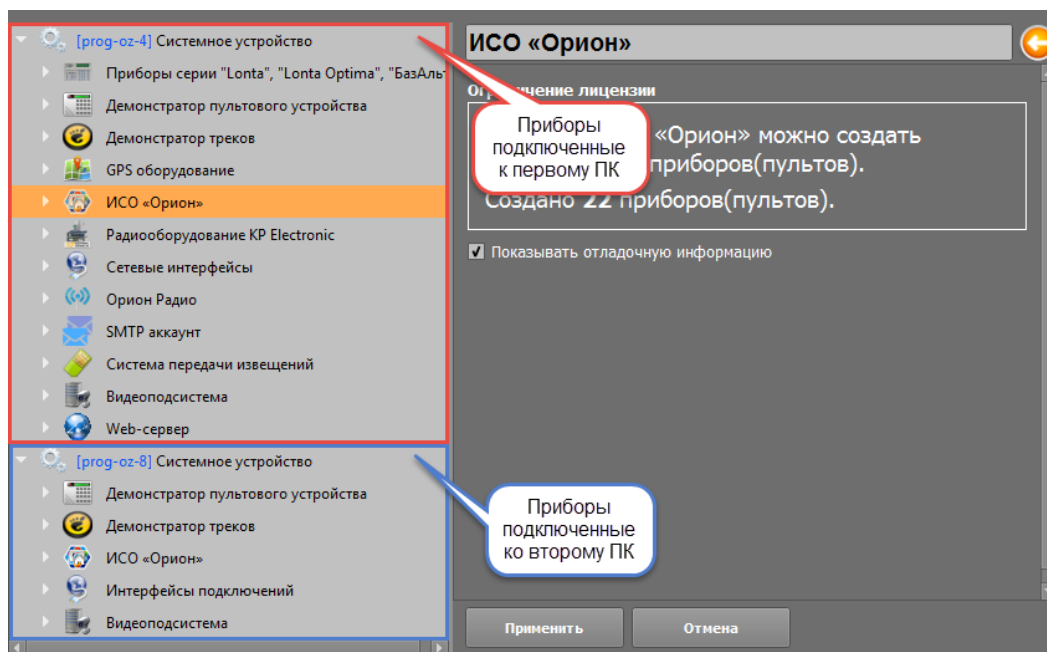 [prog-oz-4] Системное устройство
Приборы серии "Lonta", "Lonta Optima", "БазАль
Демонстратор пультового устройства
Демонстратор треков
GPS оборудование
ИСО «Орион»
Радиооборудование KP Electronic
Сетевые интерфейсы
Орион Радио
SMTP аккаунт
Система передачи извещений
Видеоподсистема
Web-сервер
[prog-oz-8] Системное устройство
Демонстратор пультового устройства
Демонстратор треков
ИСО «Орион»
Интерфейсы подключений
Видеоподсистема
ИСО «Орион»
лицензии
«Орион» можно создать
приборов(пультов).
Создано 22 приборов(пультов).
Показывать отладочную информацию
Приборы
подключенные
к первому ПК
Приборы
подключенные
ко второму ПК
Применить
Отмена